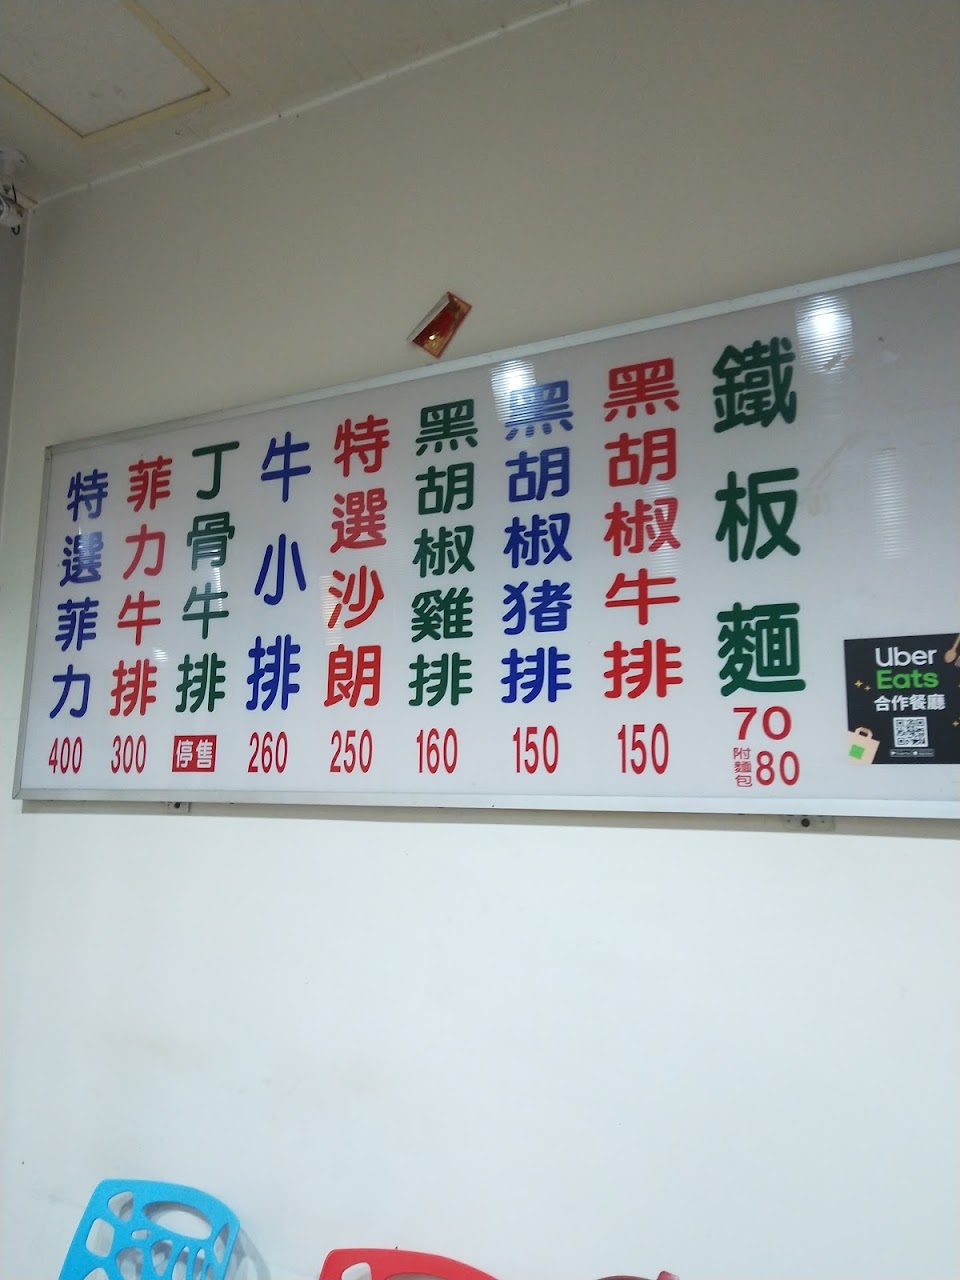 鐵板麵
70
附麵包 80
黑胡椒牛排
150
黑胡椒猪排
150
黑胡椒雞排
160
特選沙朗
250
牛小排
260
丁骨牛排
停售
菲力牛排
300
特選菲力
400
Uber
Eats
合作餐廳